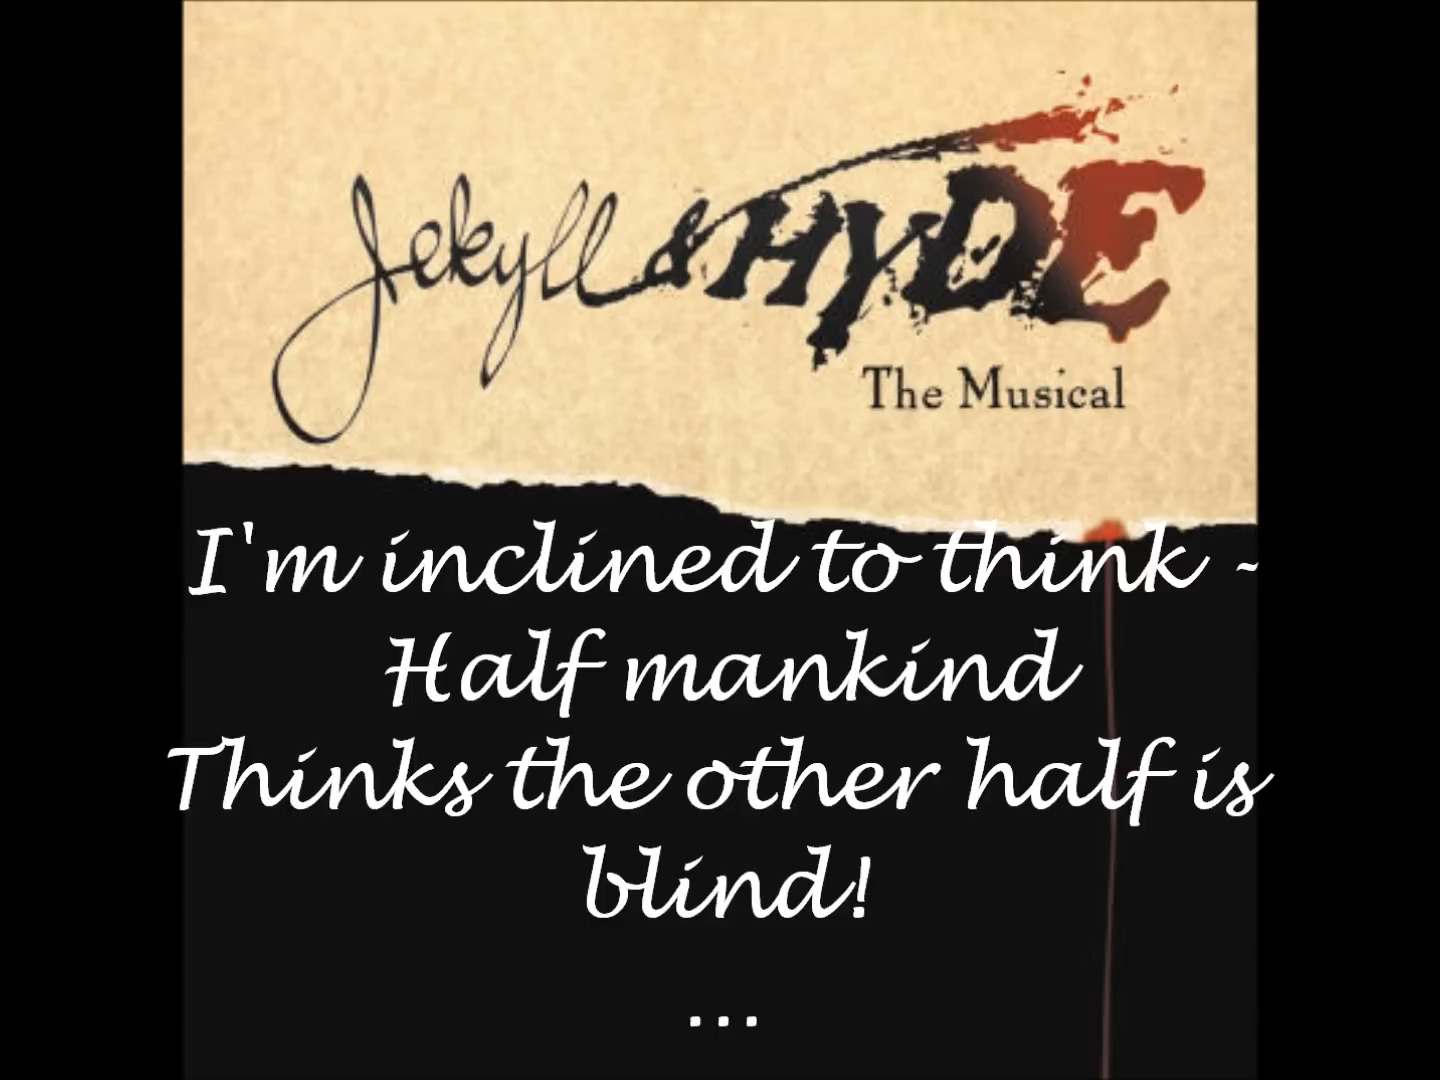 Jekyll & HYDE
The Musical
I'm inclined to think -
Half mankind
Thinks the other half is
blind!
...